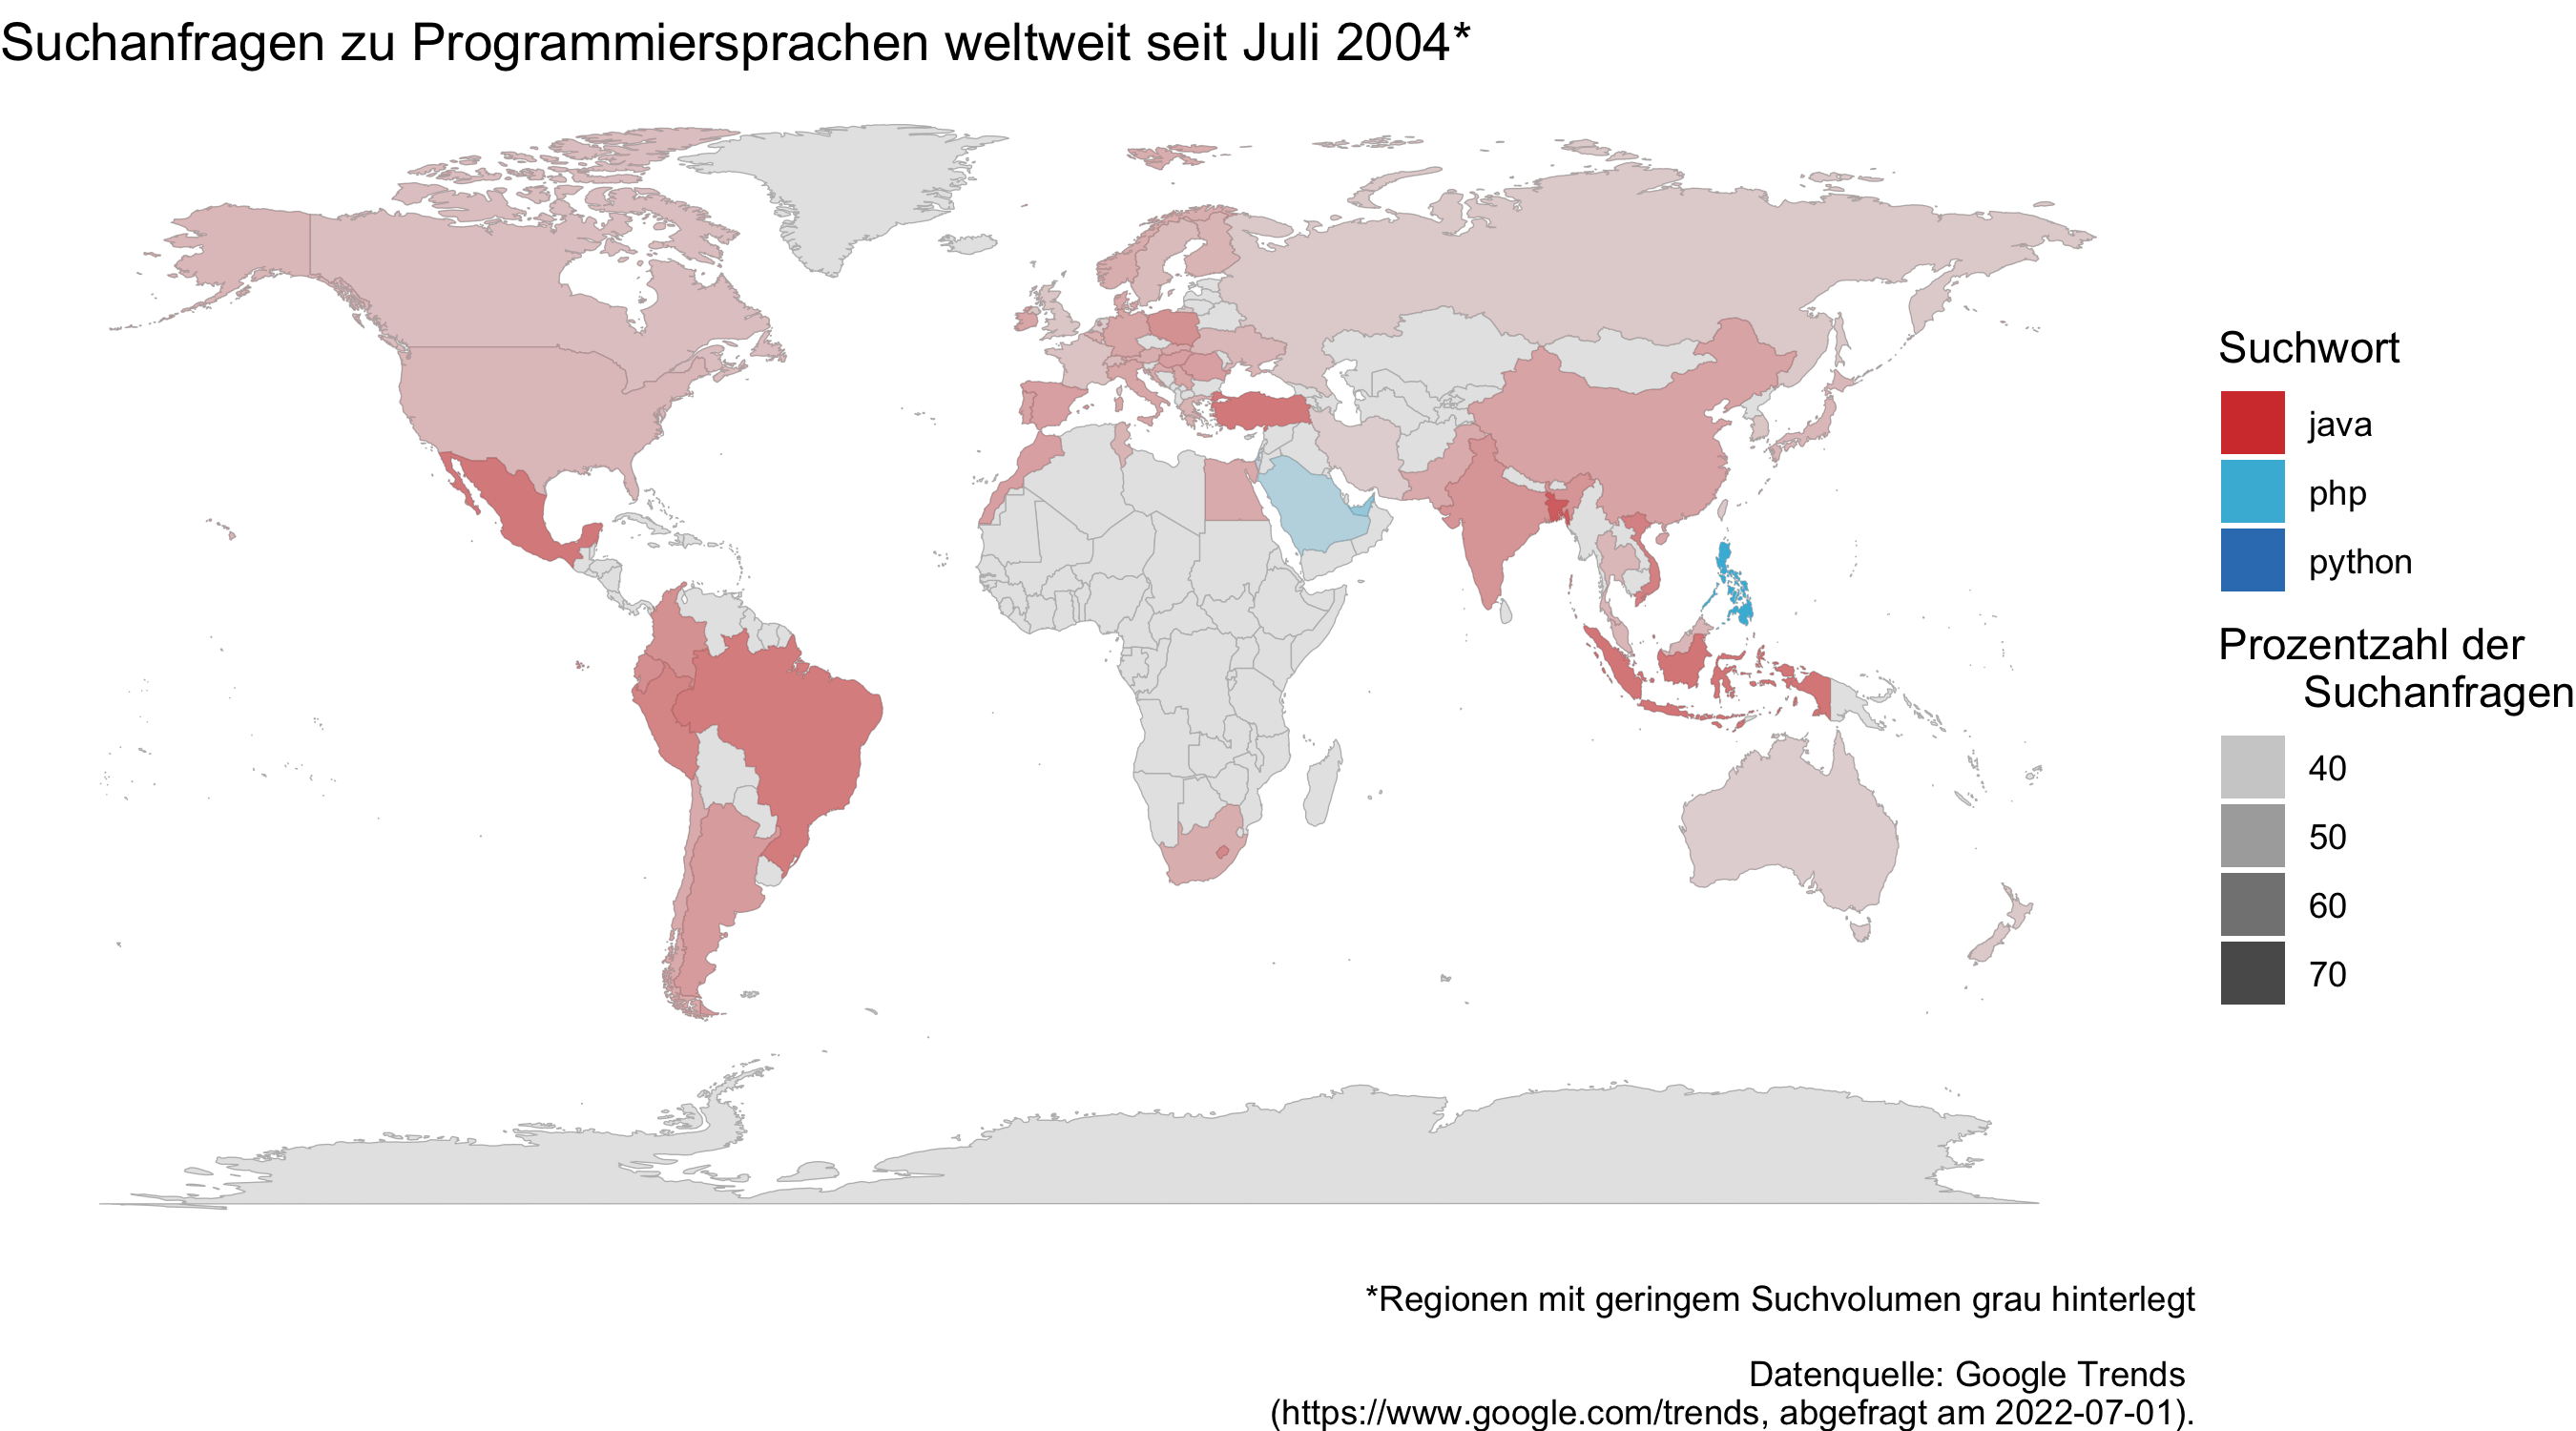 Suchanfragen zu Programmiersprachen weltweit seit Juli 2004*
Suchwort
java
php
python
Prozentzahl der
Suchanfragen
40
50
60
70
*Regionen mit geringem Suchvolumen grau hinterlegt
Datenquelle: Google Trends
(https://www.google.com/trends, abgefragt am 2022-07-01).